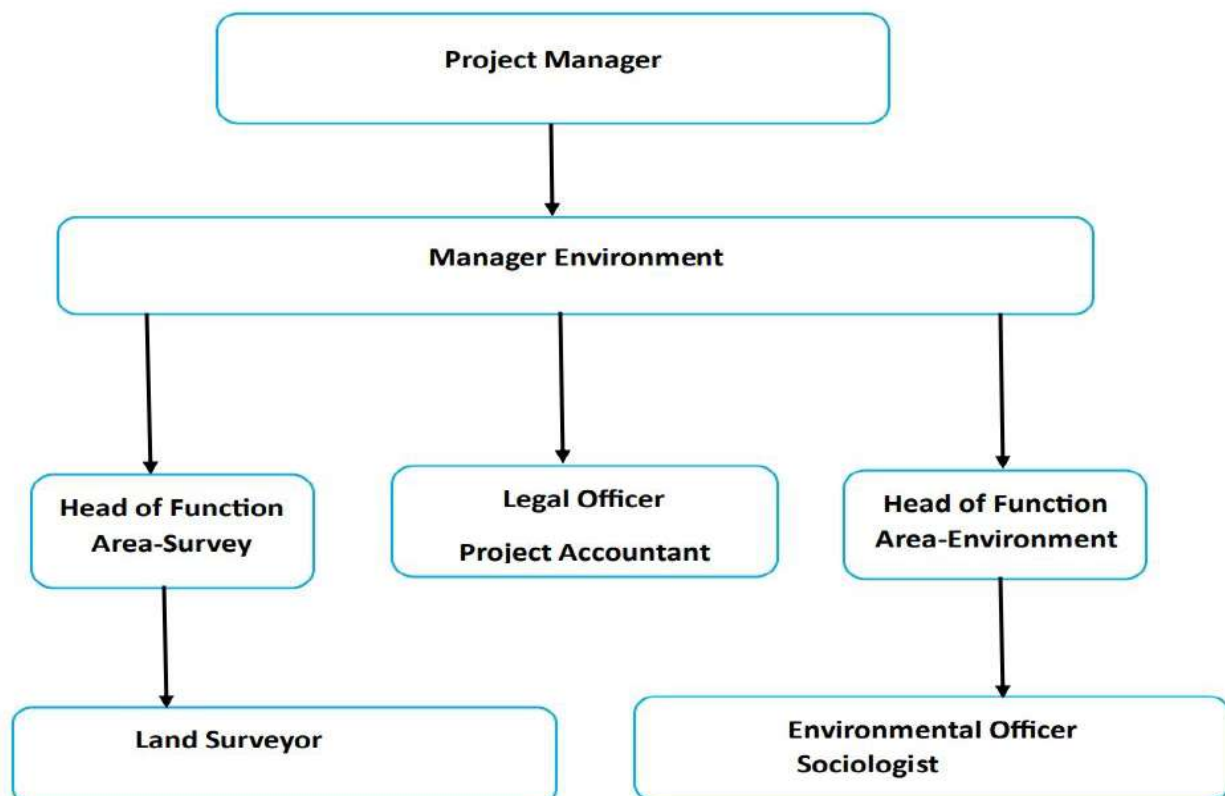 Project Manager
Manager Environment
Head of Function
Area-Survey
Legal Officer
Project Accountant
Head of Function
Area-Environment
Land Surveyor
Environmental Officer
Sociologist